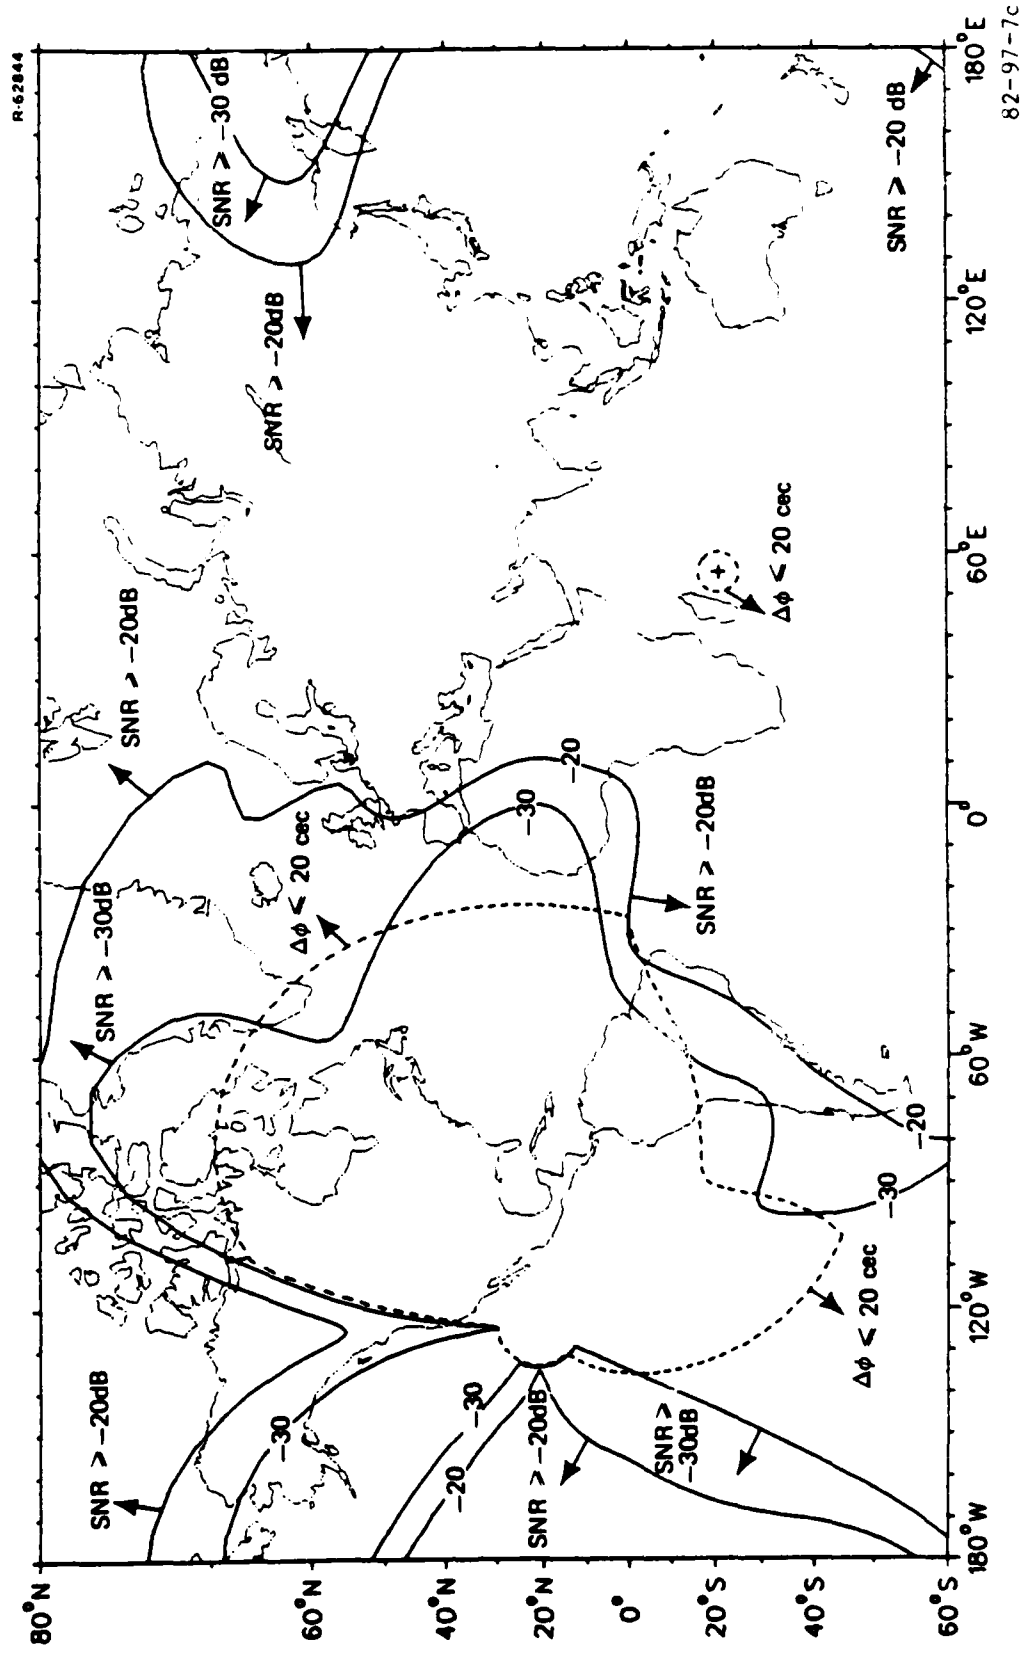 R-62844
80°N
60°N
40°N
20°N
0°
20°S
40°S
60°S
180°W
120°W
60°W
0°
60°E
120°E
180°E
SNR > -20dB
SNR > -30dB
SNR > -20dB
SNR > -30 dB
SNR > -20dB
Δφ < 20 cec
-30
-30
-20
-30
-20
SNR > -20dB
SNR >
-30dB
Δφ < 20 cec
-30
-20
SNR > -20dB
Δφ < 20 cec
SNR > -20 dB
82-97-7c